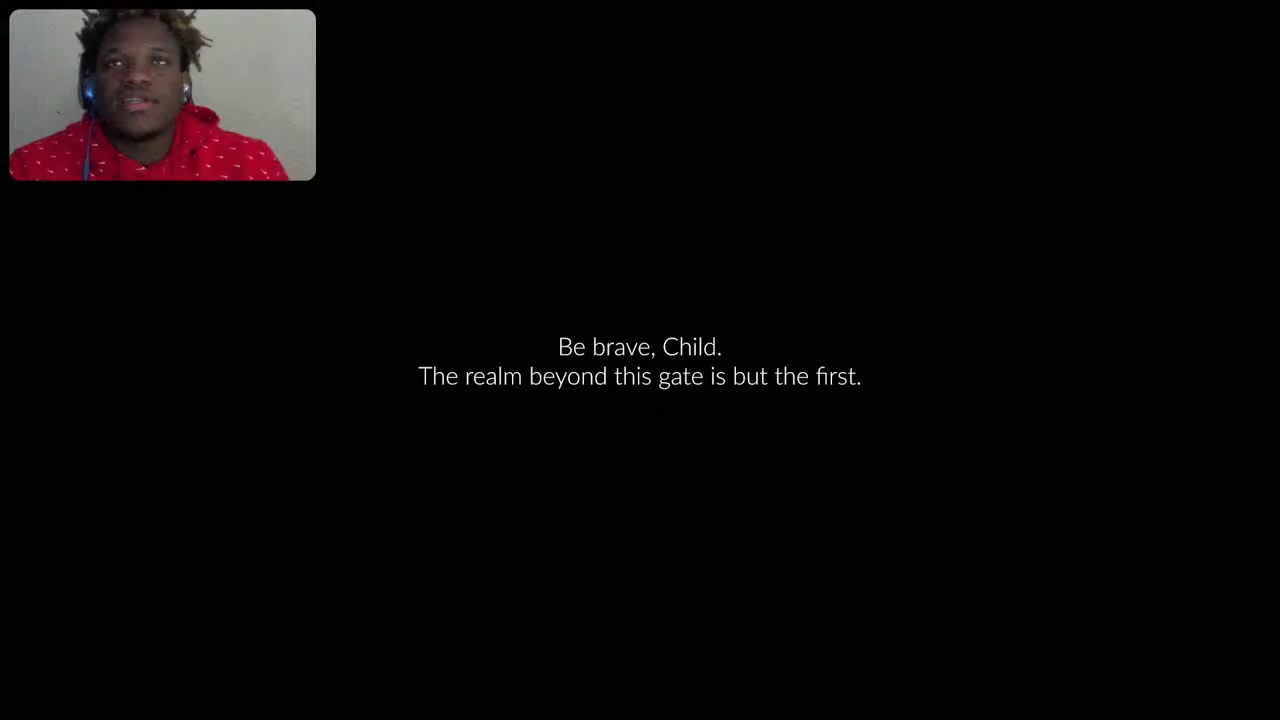 Be brave, Child.
The realm beyond this gate is but the first.